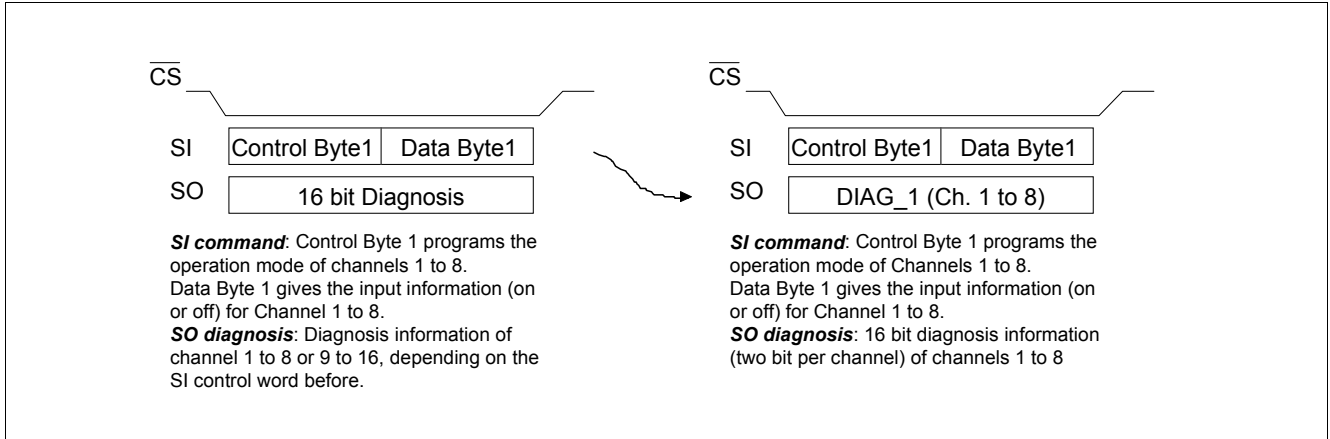 CS
SI Control Byte1 Data Byte1
SO 16 bit Diagnosis
SI command: Control Byte 1 programs the
operation mode of channels 1 to 8.
Data Byte 1 gives the input information (on
or off) for Channel 1 to 8.
SO diagnosis: Diagnosis information of
channel 1 to 8 or 9 to 16, depending on the
SI control word before.
CS
SI Control Byte1 Data Byte1
SO DIAG_1 (Ch. 1 to 8)
SI command: Control Byte 1 programs the
operation mode of Channels 1 to 8.
Data Byte 1 gives the input information (on
or off) for Channel 1 to 8.
SO diagnosis: 16 bit diagnosis information
(two bit per channel) of channels 1 to 8